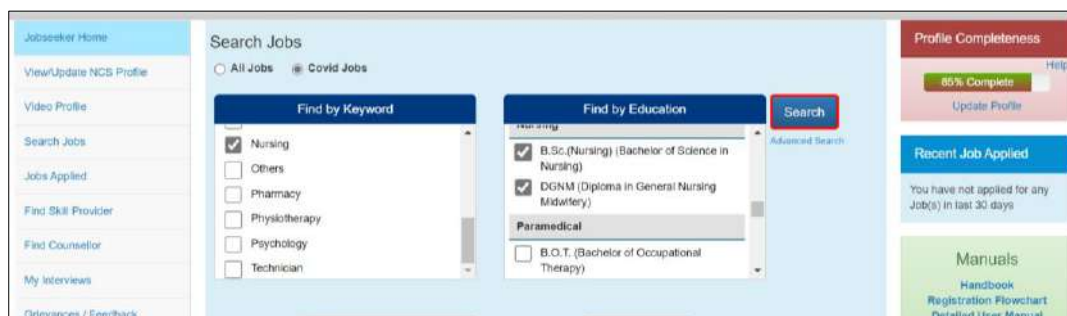 Jobseeker Home
View/Update NCS Profile
Video Profile
Search Jobs
Jobs Applied
Find Skill Provider
Find Counsellor
My Interviews
Grievances / Feedback
Search Jobs
All Jobs
Covid Jobs
Find by Keyword
Nursing
Others
Pharmacy
Physiotherapy
Psychology
Technician
Find by Education
Nursing
B.Sc.(Nursing) (Bachelor of Science in
Nursing)
DGNM (Diploma in General Nursing
Midwifery)
Paramedical
B.O.T. (Bachelor of Occupational
Therapy)
Search
Advanced Search
Profile Completeness
Help
85% Complete
Update Profile
Recent Job Applied
You have not applied for any
Job(s) in last 30 days
Manuals
Handbook
Registration Flowchart
Detailed User Manual